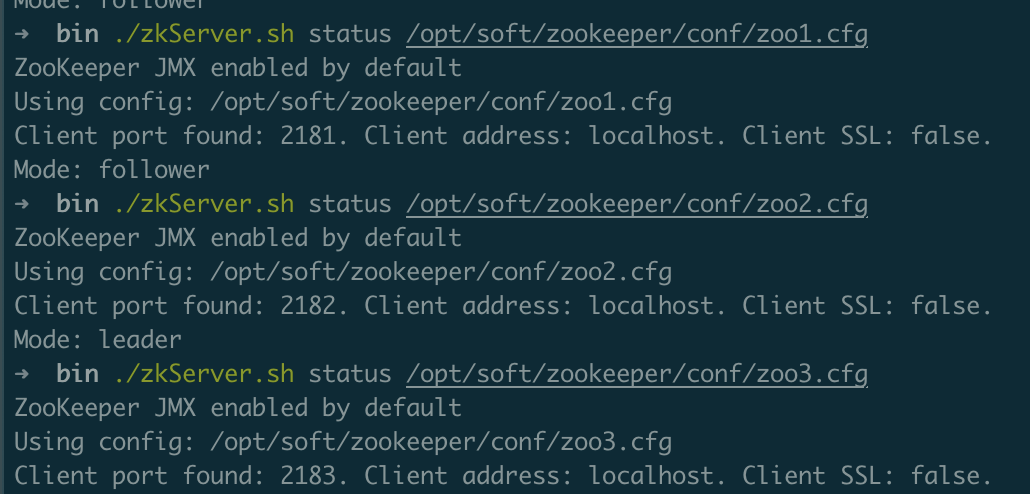 Mode: follower
➜  bin ./zkServer.sh status /opt/soft/zookeeper/conf/zoo1.cfg
ZooKeeper JMX enabled by default
Using config: /opt/soft/zookeeper/conf/zoo1.cfg
Client port found: 2181. Client address: localhost. Client SSL: false.
Mode: follower
➜  bin ./zkServer.sh status /opt/soft/zookeeper/conf/zoo2.cfg
ZooKeeper JMX enabled by default
Using config: /opt/soft/zookeeper/conf/zoo2.cfg
Client port found: 2182. Client address: localhost. Client SSL: false.
Mode: leader
➜  bin ./zkServer.sh status /opt/soft/zookeeper/conf/zoo3.cfg
ZooKeeper JMX enabled by default
Using config: /opt/soft/zookeeper/conf/zoo3.cfg
Client port found: 2183. Client address: localhost. Client SSL: false.